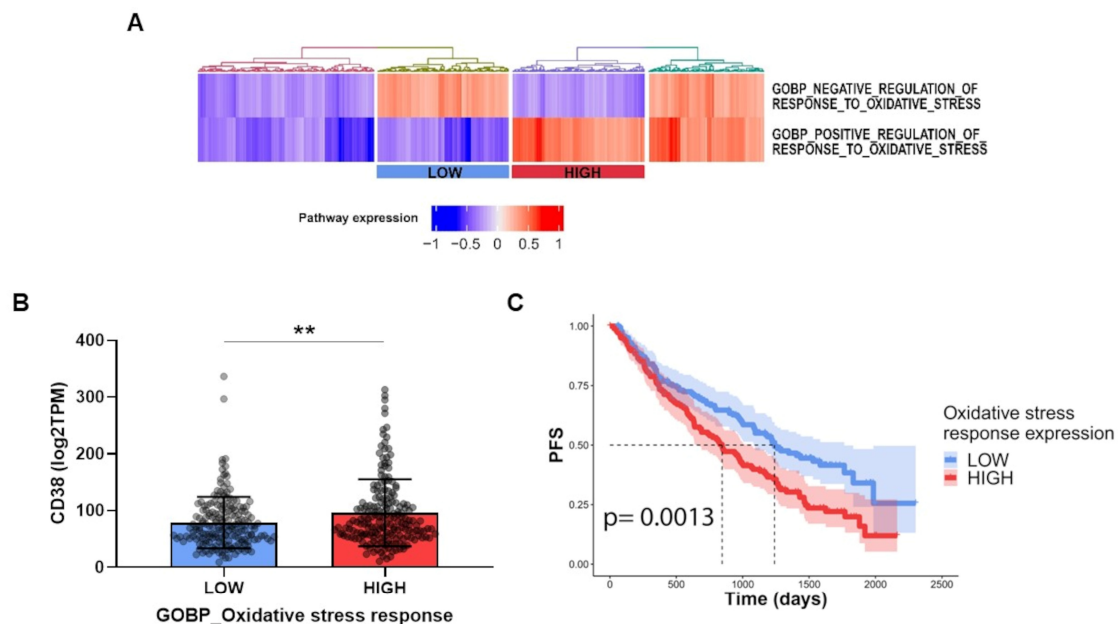 A
GOBP_NEGATIVE_REGULATION_OF
RESPONSE_TO_OXIDATIVE_STRESS
GOBP_POSITIVE_REGULATION_OF_
RESPONSE_TO_OXIDATIVE_STRESS
LOW HIGH
Pathway expression
−1 −0.5 0 0.5 1
B
**
CD38 (log2TPM)
400
300
200
100
0
LOW HIGH
GOBP_Oxidative stress response
C
PFS
1.00
0.75
0.50
0.25
0.00
p= 0.0013
0 500 1000 1500 2000 2500
Time (days)
Oxidative stress
response expression
LOW
HIGH